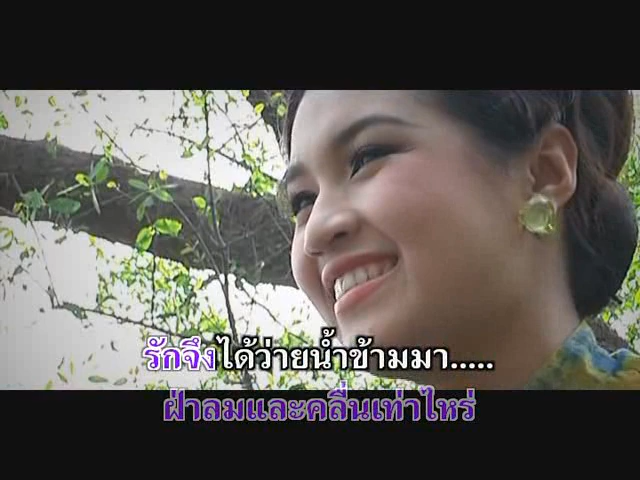 รักจึงได้ว่ายน้ำข้ามมา.....
ฝ่าลมและคลื่นเท่าไหร่